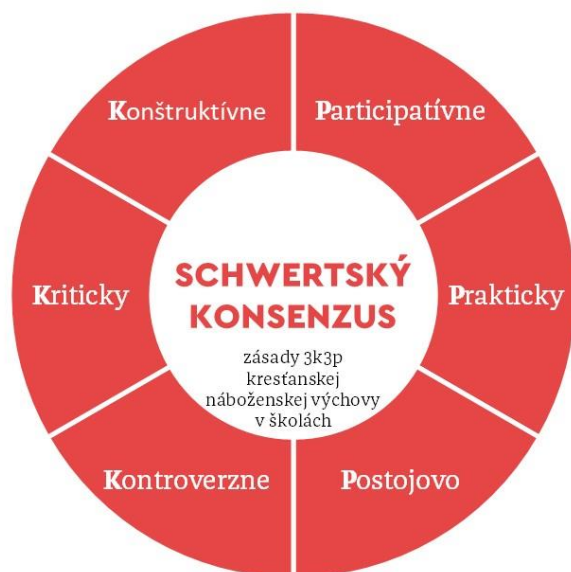 Konštruktívne
Participatívne
Kriticky
SCHWERTSKÝ
KONSENZUS
zásady 3k3p
kresťanskej
náboženskej výchovy
v školách
Prakticky
Kontroverzne
Postojovo